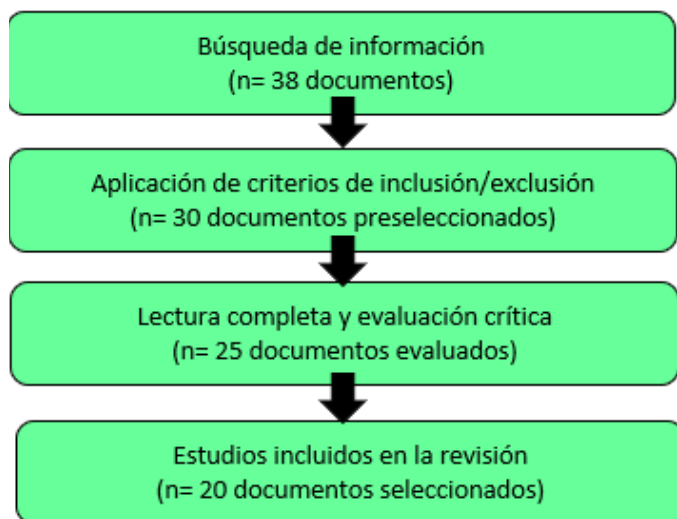 Búsqueda de información
(n= 38 documentos)
Aplicación de criterios de inclusión/exclusión
(n= 30 documentos preseleccionados)
Lectura completa y evaluación crítica
(n= 25 documentos evaluados)
Estudios incluidos en la revisión
(n= 20 documentos seleccionados)